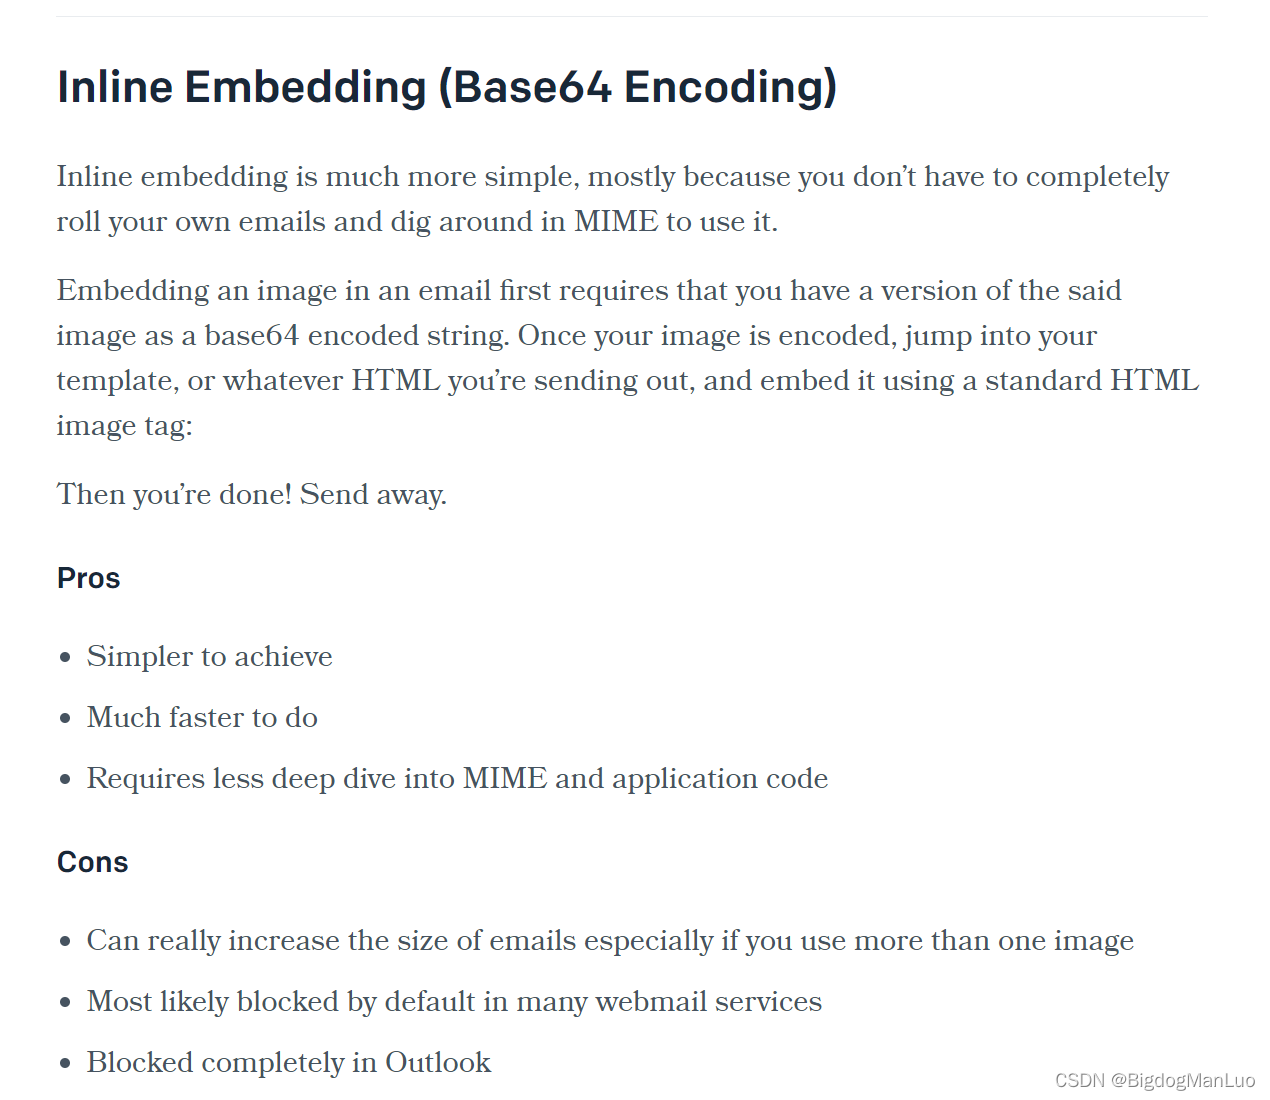 Inline Embedding (Base64 Encoding)
Inline embedding is much more simple, mostly because you don’t have to completely
roll your own emails and dig around in MIME to use it.
Embedding an image in an email first requires that you have a version of the said
image as a base64 encoded string. Once your image is encoded, jump into your
template, or whatever HTML you’re sending out, and embed it using a standard HTML
image tag:
Then you’re done! Send away.
Pros
• Simpler to achieve
• Much faster to do
• Requires less deep dive into MIME and application code
Cons
• Can really increase the size of emails especially if you use more than one image
• Most likely blocked by default in many webmail services
• Blocked completely in Outlook
CSDN @BigdogManLuo